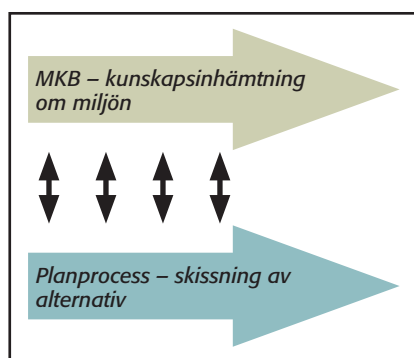 MKB – kunskapsinhämtning
om miljön
Planprocess – skissning av
alternativ